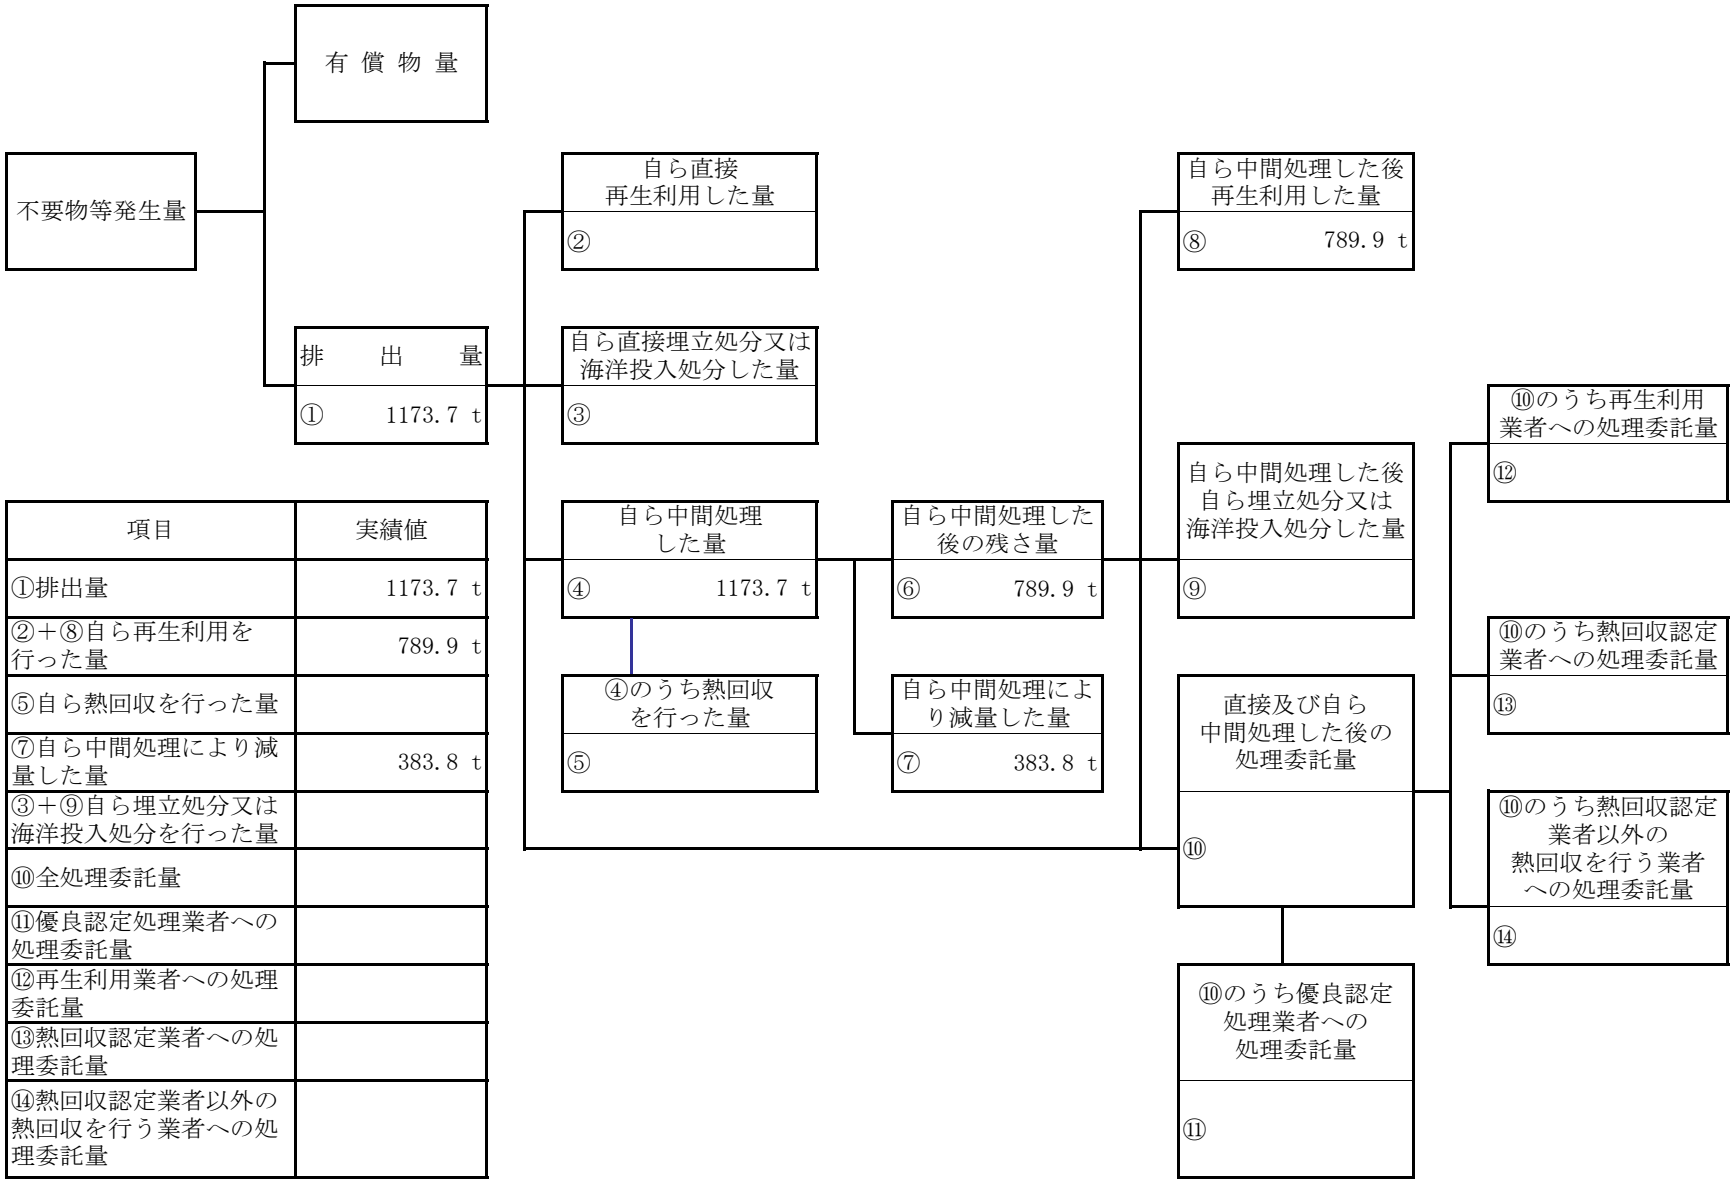 有 償 物 量
不要物等発生量
自ら直接
再生利用した量
②
自ら中間処理した後
再生利用した量
⑧ 789.9 t
排 出 量
① 1173.7 t
自ら直接埋立処分又は
海洋投入処分した量
③
⑩のうち再生利用
業者への処理委託量
⑫
自ら中間処理した後
自ら埋立処分又は
海洋投入処分した量
⑨
自ら中間処理
した量
④ 1173.7 t
自ら中間処理した
後の残さ量
⑥ 789.9 t
④のうち熱回収
を行った量
⑤
自ら中間処理によ
り減量した量
⑦ 383.8 t
直接及び自ら
中間処理した後の
処理委託量
⑩
⑩のうち熱回収認定
業者への処理委託量
⑬
⑩のうち熱回収認定
業者以外の
熱回収を行う業者
への処理委託量
⑭
⑩のうち優良認定
処理業者への
処理委託量
⑪
項目 実績値
①排出量 1173.7 t
②＋⑧自ら再生利用を
行った量 789.9 t
⑤自ら熱回収を行った量
⑦自ら中間処理により減
量した量 383.8 t
③＋⑨自ら埋立処分又は
海洋投入処分を行った量
⑩全処理委託量
⑪優良認定処理業者への
処理委託量
⑫再生利用業者への処理
委託量
⑬熱回収認定業者への処
理委託量
⑭熱回収認定業者以外の
熱回収を行う業者への処
理委託量